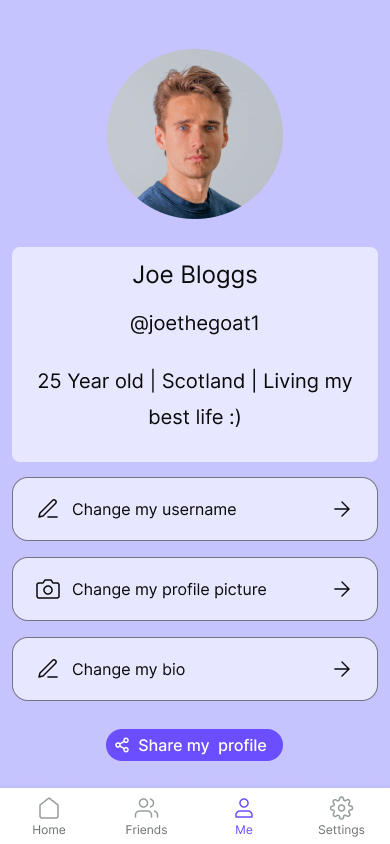 Joe Bloggs
@joethegoat1
25 Year old | Scotland | Living my
best life :)
Change my username
Change my profile picture
Change my bio
Share my  profile
Home Friends Me Settings